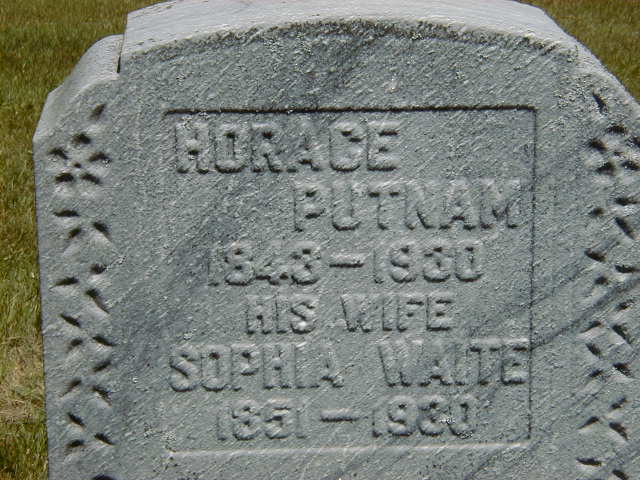 HORACE
PUTNAM
1843–1930
HIS WIFE
SOPHIA WAITE
1851–1930